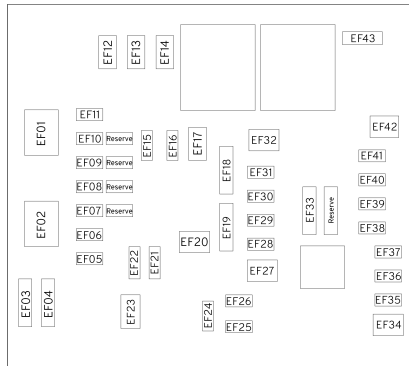 EF12
EF13
EF14
EF43
EF01
EF11
EF10
Reserve
EF09
Reserve
EF08
Reserve
EF07
Reserve
EF06
EF05
EF02
EF03
EF04
EF15
EF16
EF17
EF18
EF19
EF20
EF22
EF21
EF23
EF24
EF32
EF31
EF30
EF29
EF28
EF27
EF26
EF25
EF33
Reserve
EF42
EF41
EF40
EF39
EF38
EF37
EF36
EF35
EF34